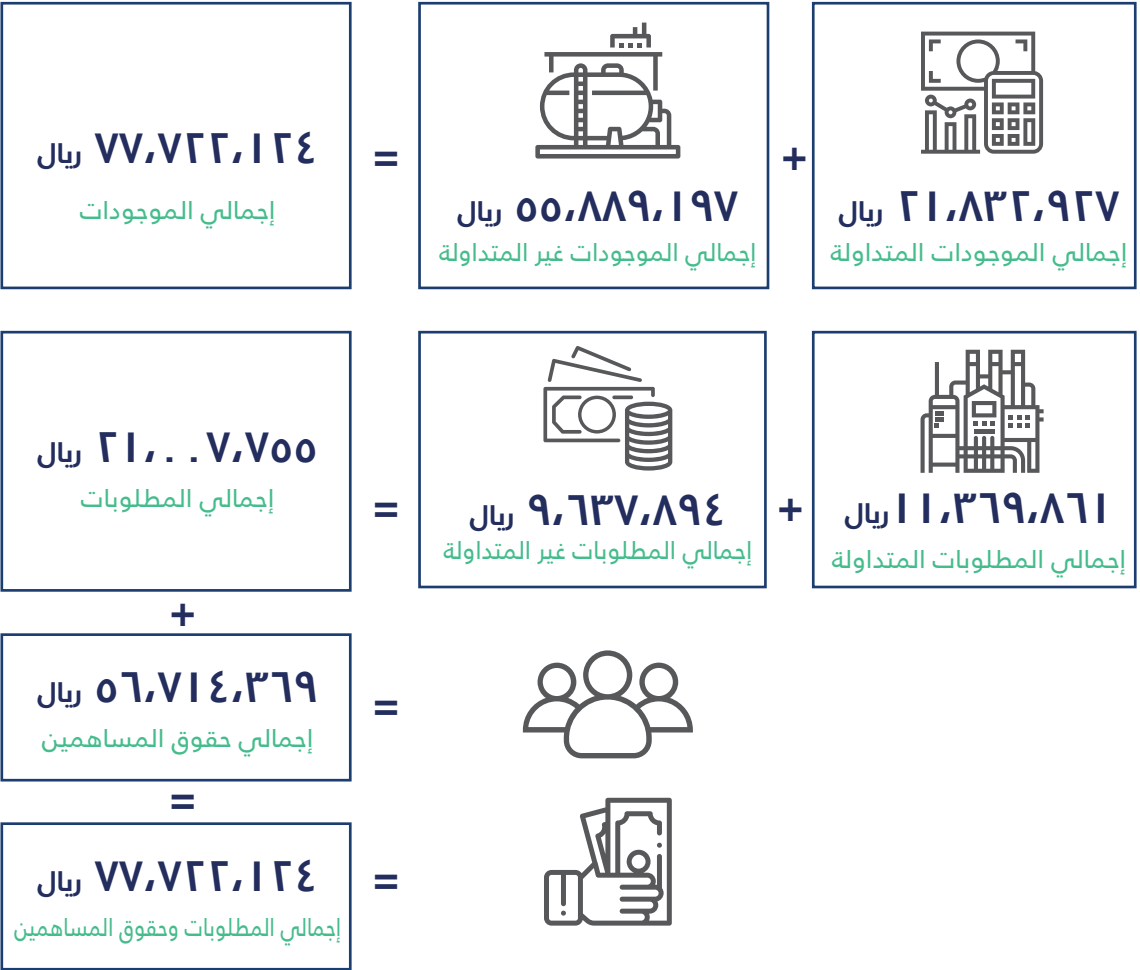 ٢١،٨٣٢،٩٢٧ ريال
إجمالي الموجودات المتداولة
+
٥٥،٨٨٩،١٩٧ ريال
إجمالي الموجودات غير المتداولة
=
٧٧،٧٢٢،١٢٤ ريال
إجمالي الموجودات
١١،٣٦٩،٨٦١ ريال
إجمالي المطلوبات المتداولة
+
٩،٦٣٧،٨٩٤ ريال
إجمالي المطلوبات غير المتداولة
=
٢١،٠٠٧،٧٥٥ ريال
إجمالي المطلوبات
+
=
٥٦،٧١٤،٣٦٩ ريال
إجمالي حقوق المساهمين
=
=
٧٧،٧٢٢،١٢٤ ريال
إجمالي المطلوبات وحقوق المساهمين